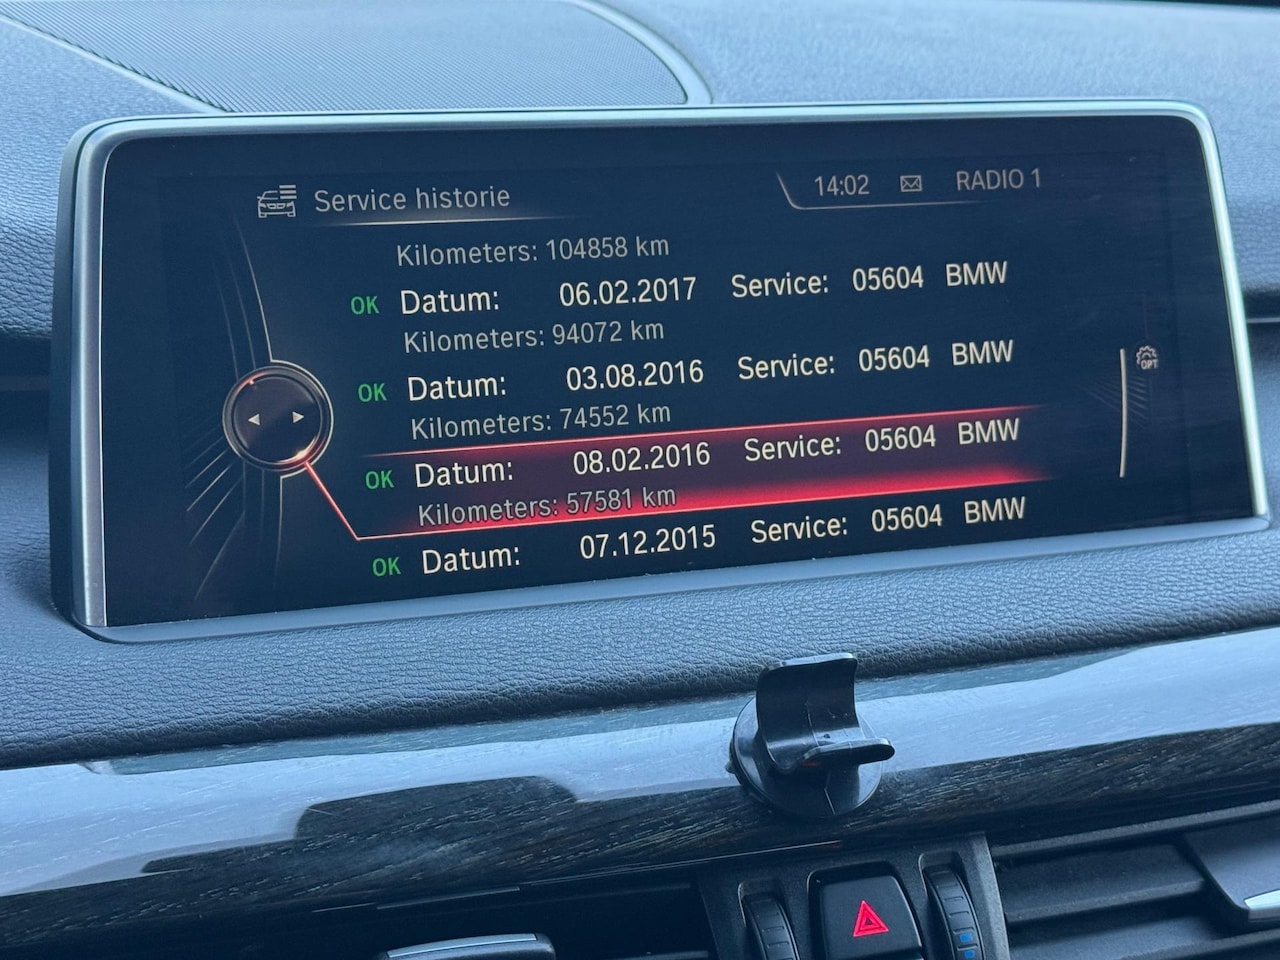 Service historie
14:02 RADIO 1
Kilometers: 104858 km
OK Datum: 06.02.2017 Service: 05604 BMW
Kilometers: 94072 km
OK Datum: 03.08.2016 Service: 05604 BMW
OPT
Kilometers: 74552 km
OK Datum: 08.02.2016 Service: 05604 BMW
Kilometers: 57581 km
OK Datum: 07.12.2015 Service: 05604 BMW